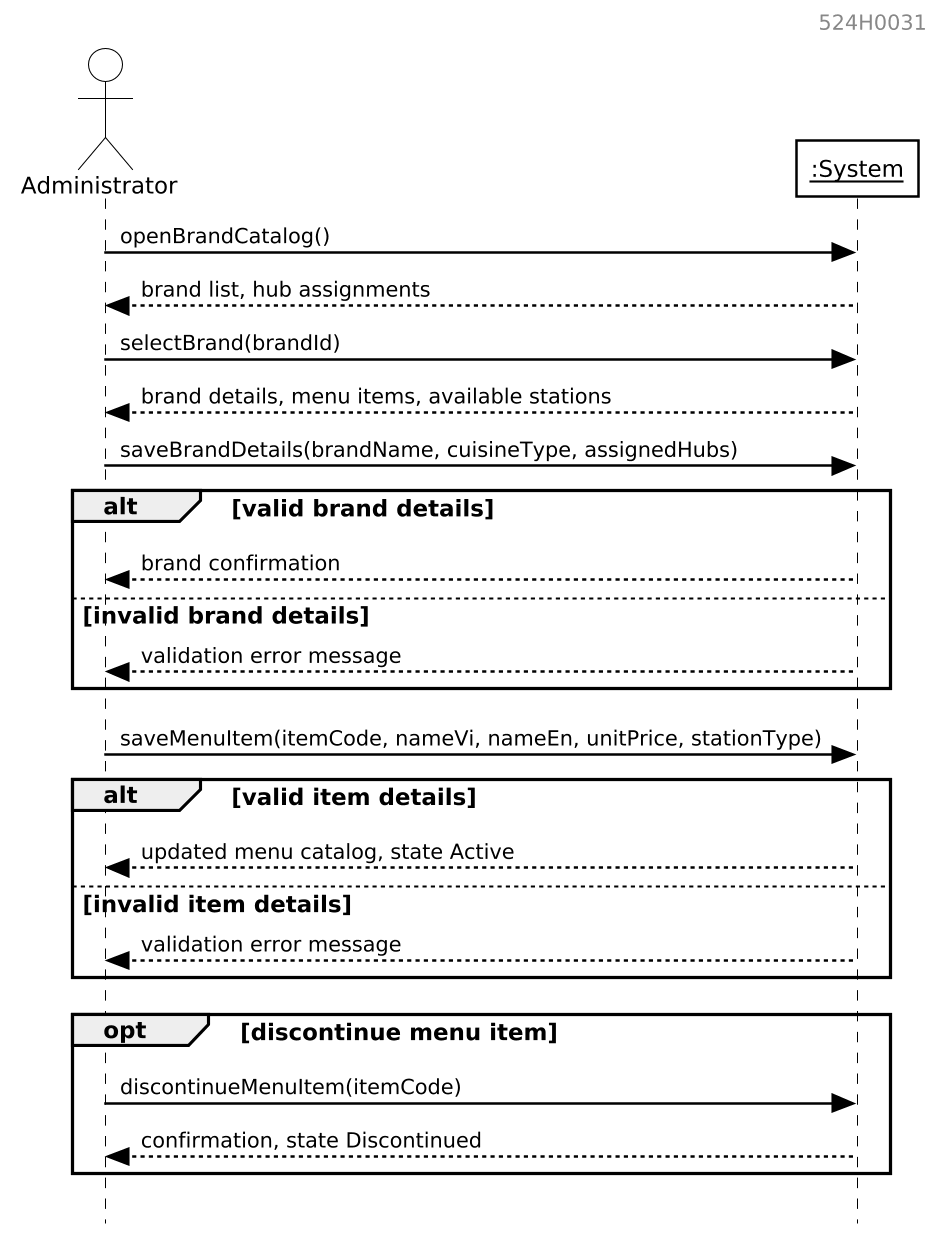 524H0031
Administrator
:System
openBrandCatalog()
brand list, hub assignments
selectBrand(brandId)
brand details, menu items, available stations
saveBrandDetails(brandName, cuisineType, assignedHubs)
alt [valid brand details]
brand confirmation
[invalid brand details]
validation error message
saveMenuItem(itemCode, nameVi, nameEn, unitPrice, stationType)
alt [valid item details]
updated menu catalog, state Active
[invalid item details]
validation error message
opt [discontinue menu item]
discontinueMenuItem(itemCode)
confirmation, state Discontinued